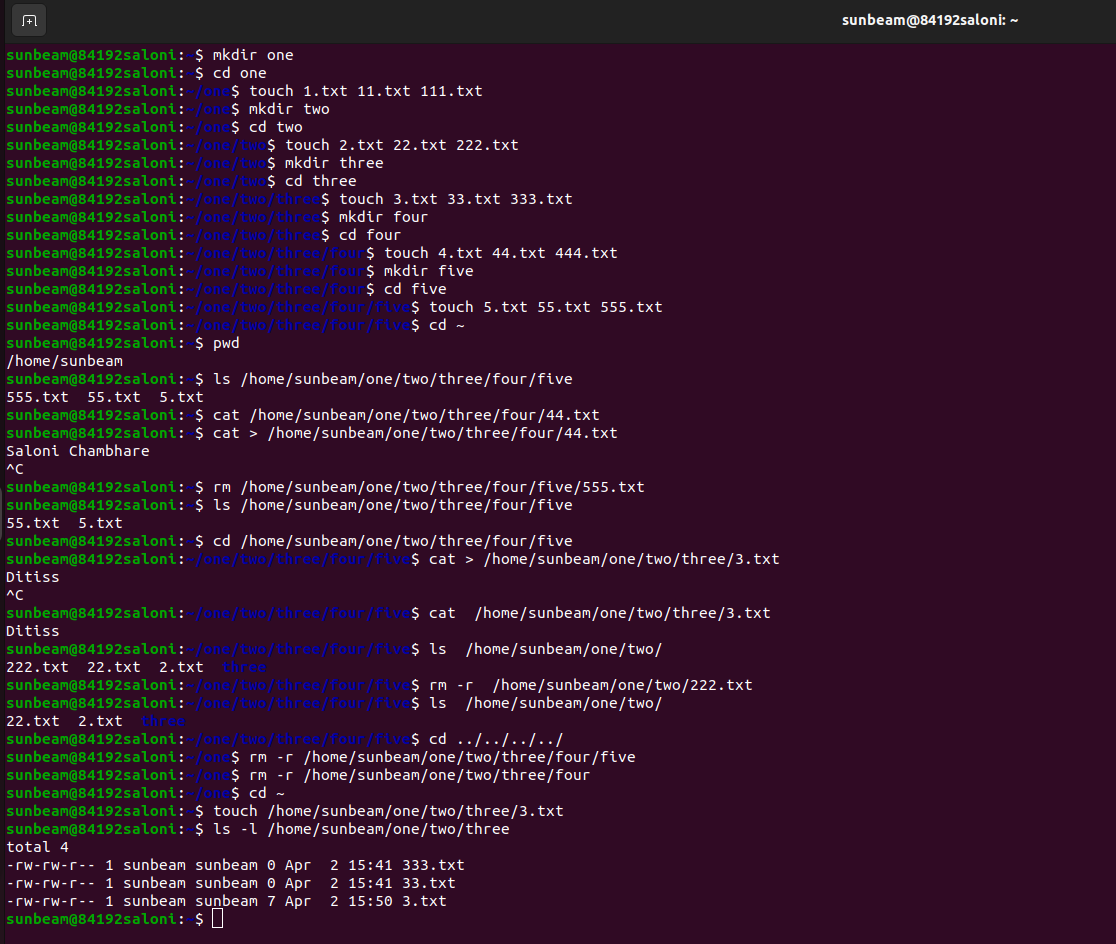 sunbeam@84192saloni: ~
sunbeam@84192saloni:~$ mkdir one
sunbeam@84192saloni:~$ cd one
sunbeam@84192saloni:~/one$ touch 1.txt 11.txt 111.txt
sunbeam@84192saloni:~/one$ mkdir two
sunbeam@84192saloni:~/one$ cd two
sunbeam@84192saloni:~/one/two$ touch 2.txt 22.txt 222.txt
sunbeam@84192saloni:~/one/two$ mkdir three
sunbeam@84192saloni:~/one/two$ cd three
sunbeam@84192saloni:~/one/two/three$ touch 3.txt 33.txt 333.txt
sunbeam@84192saloni:~/one/two/three$ mkdir four
sunbeam@84192saloni:~/one/two/three$ cd four
sunbeam@84192saloni:~/one/two/three/four$ touch 4.txt 44.txt 444.txt
sunbeam@84192saloni:~/one/two/three/four$ mkdir five
sunbeam@84192saloni:~/one/two/three/four$ cd five
sunbeam@84192saloni:~/one/two/three/four/five$ touch 5.txt 55.txt 555.txt
sunbeam@84192saloni:~/one/two/three/four/five$ cd ~
sunbeam@84192saloni:~$ pwd
/home/sunbeam
sunbeam@84192saloni:~$ ls /home/sunbeam/one/two/three/four/five
555.txt  55.txt  5.txt
sunbeam@84192saloni:~$ cat /home/sunbeam/one/two/three/four/44.txt
sunbeam@84192saloni:~$ cat > /home/sunbeam/one/two/three/four/44.txt
Saloni Chambhare
^C
sunbeam@84192saloni:~$ rm /home/sunbeam/one/two/three/four/five/555.txt
sunbeam@84192saloni:~$ ls /home/sunbeam/one/two/three/four/five
55.txt  5.txt
sunbeam@84192saloni:~$ cd /home/sunbeam/one/two/three/four/five
sunbeam@84192saloni:~/one/two/three/four/five$ cat > /home/sunbeam/one/two/three/3.txt
Ditiss
^C
sunbeam@84192saloni:~/one/two/three/four/five$ cat  /home/sunbeam/one/two/three/3.txt
Ditiss
sunbeam@84192saloni:~/one/two/three/four/five$ ls  /home/sunbeam/one/two/
222.txt  22.txt  2.txt  three
sunbeam@84192saloni:~/one/two/three/four/five$ rm -r  /home/sunbeam/one/two/222.txt
sunbeam@84192saloni:~/one/two/three/four/five$ ls  /home/sunbeam/one/two/
22.txt  2.txt  three
sunbeam@84192saloni:~/one/two/three/four/five$ cd ../../../../
sunbeam@84192saloni:~/one$ rm -r /home/sunbeam/one/two/three/four/five
sunbeam@84192saloni:~/one$ rm -r /home/sunbeam/one/two/three/four
sunbeam@84192saloni:~/one$ cd ~
sunbeam@84192saloni:~$ touch /home/sunbeam/one/two/three/3.txt
sunbeam@84192saloni:~$ ls -l /home/sunbeam/one/two/three
total 4
-rw-rw-r-- 1 sunbeam sunbeam 0 Apr  2 15:41 333.txt
-rw-rw-r-- 1 sunbeam sunbeam 0 Apr  2 15:41 33.txt
-rw-rw-r-- 1 sunbeam sunbeam 7 Apr  2 15:50 3.txt
sunbeam@84192saloni:~$